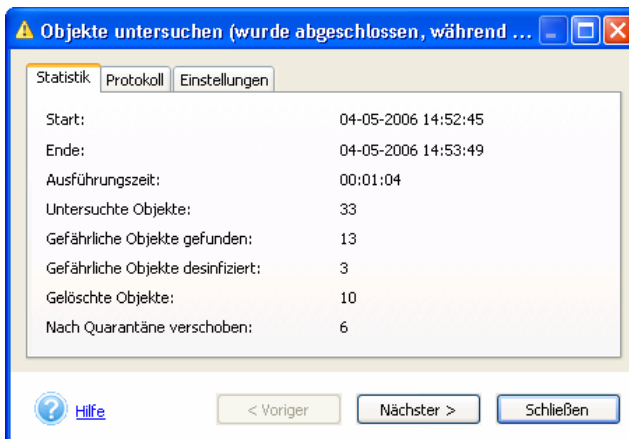 Objekte untersuchen (wurde abgeschlossen, während ...
Statistik Protokoll Einstellungen
Start: 04-05-2006 14:52:45
Ende: 04-05-2006 14:53:49
Ausführungszeit: 00:01:04
Untersuchte Objekte: 33
Gefährliche Objekte gefunden: 13
Gefährliche Objekte desinfiziert: 3
Gelöschte Objekte: 10
Nach Quarantäne verschoben: 6
Hilfe < Voriger Nächster > Schließen